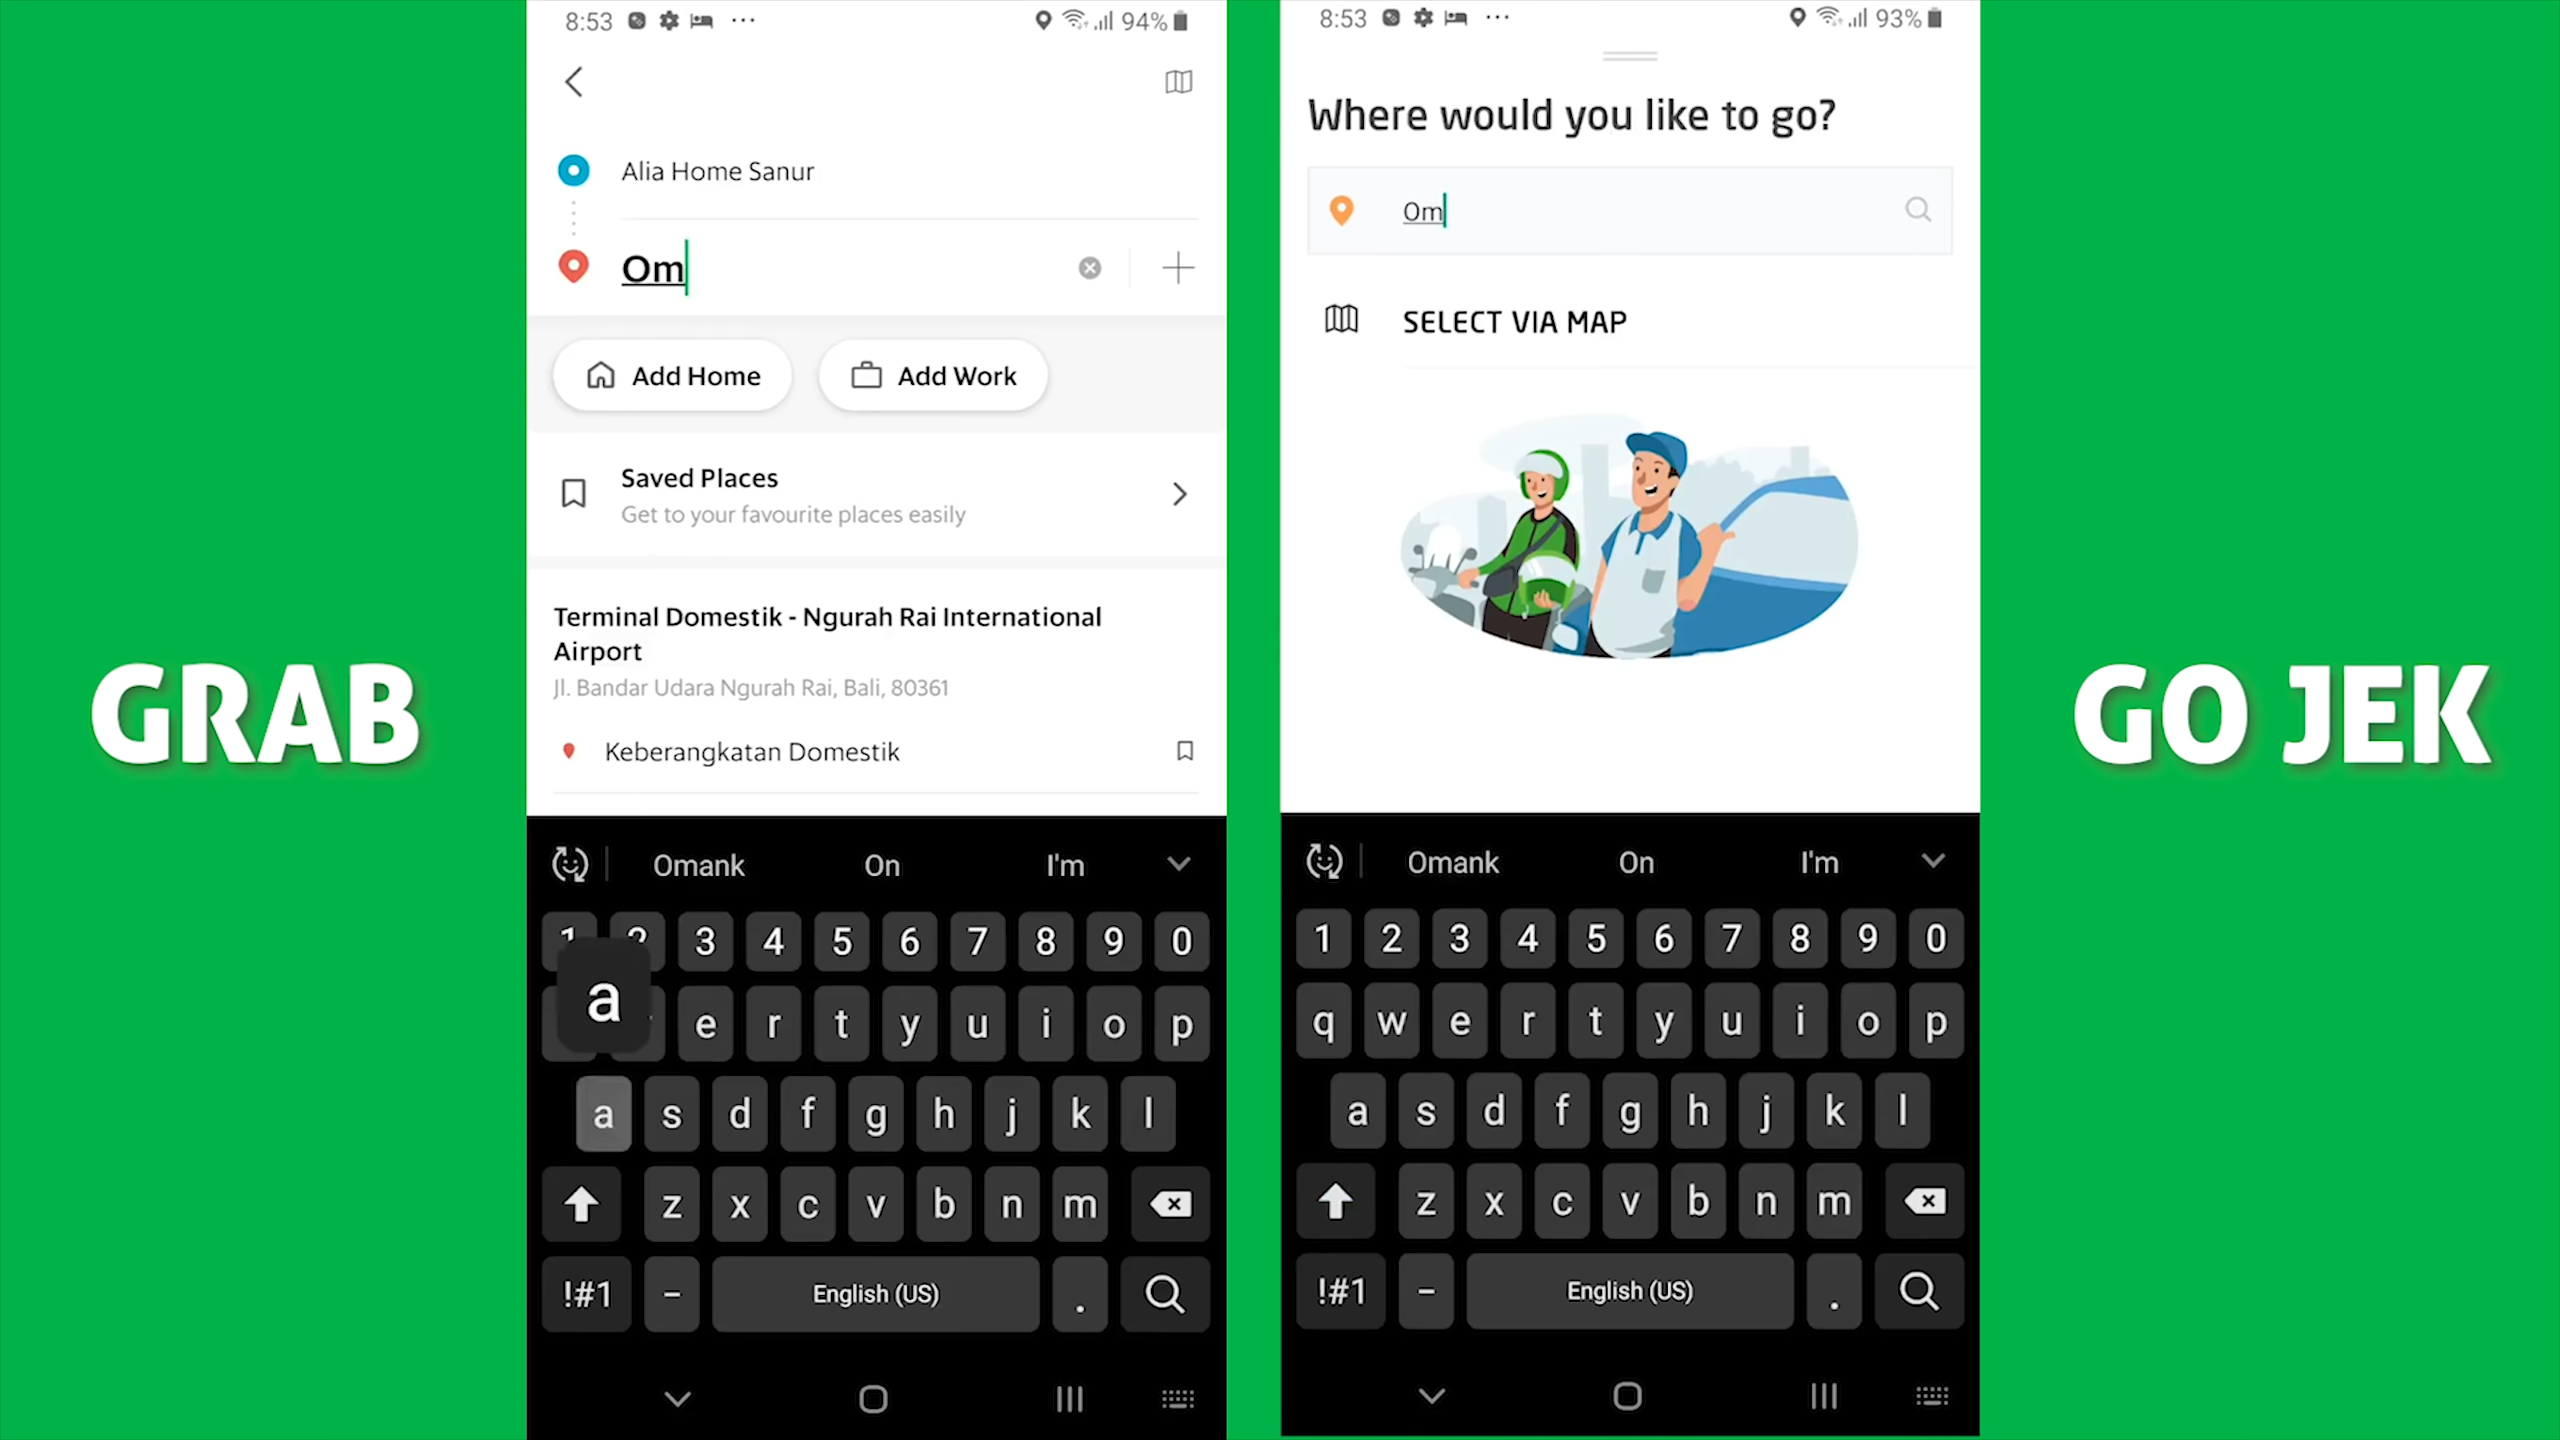 GRAB
8:53
94%
Alia Home Sanur
Om
Add Home
Add Work
Saved Places
Get to your favourite places easily
Terminal Domestik - Ngurah Rai International
Airport
Jl. Bandar Udara Ngurah Rai, Bali, 80361
Keberangkatan Domestik
Omank On I'm
1 2 3 4 5 6 7 8 9 0
a
e r t y u i o p
a s d f g h j k l
z x c v b n m
!#1 - English (US) .
8:53
93%
Where would you like to go?
Om
SELECT VIA MAP
Omank On I'm
1 2 3 4 5 6 7 8 9 0
q w e r t y u i o p
a s d f g h j k l
z x c v b n m
!#1 - English (US) .
GO JEK